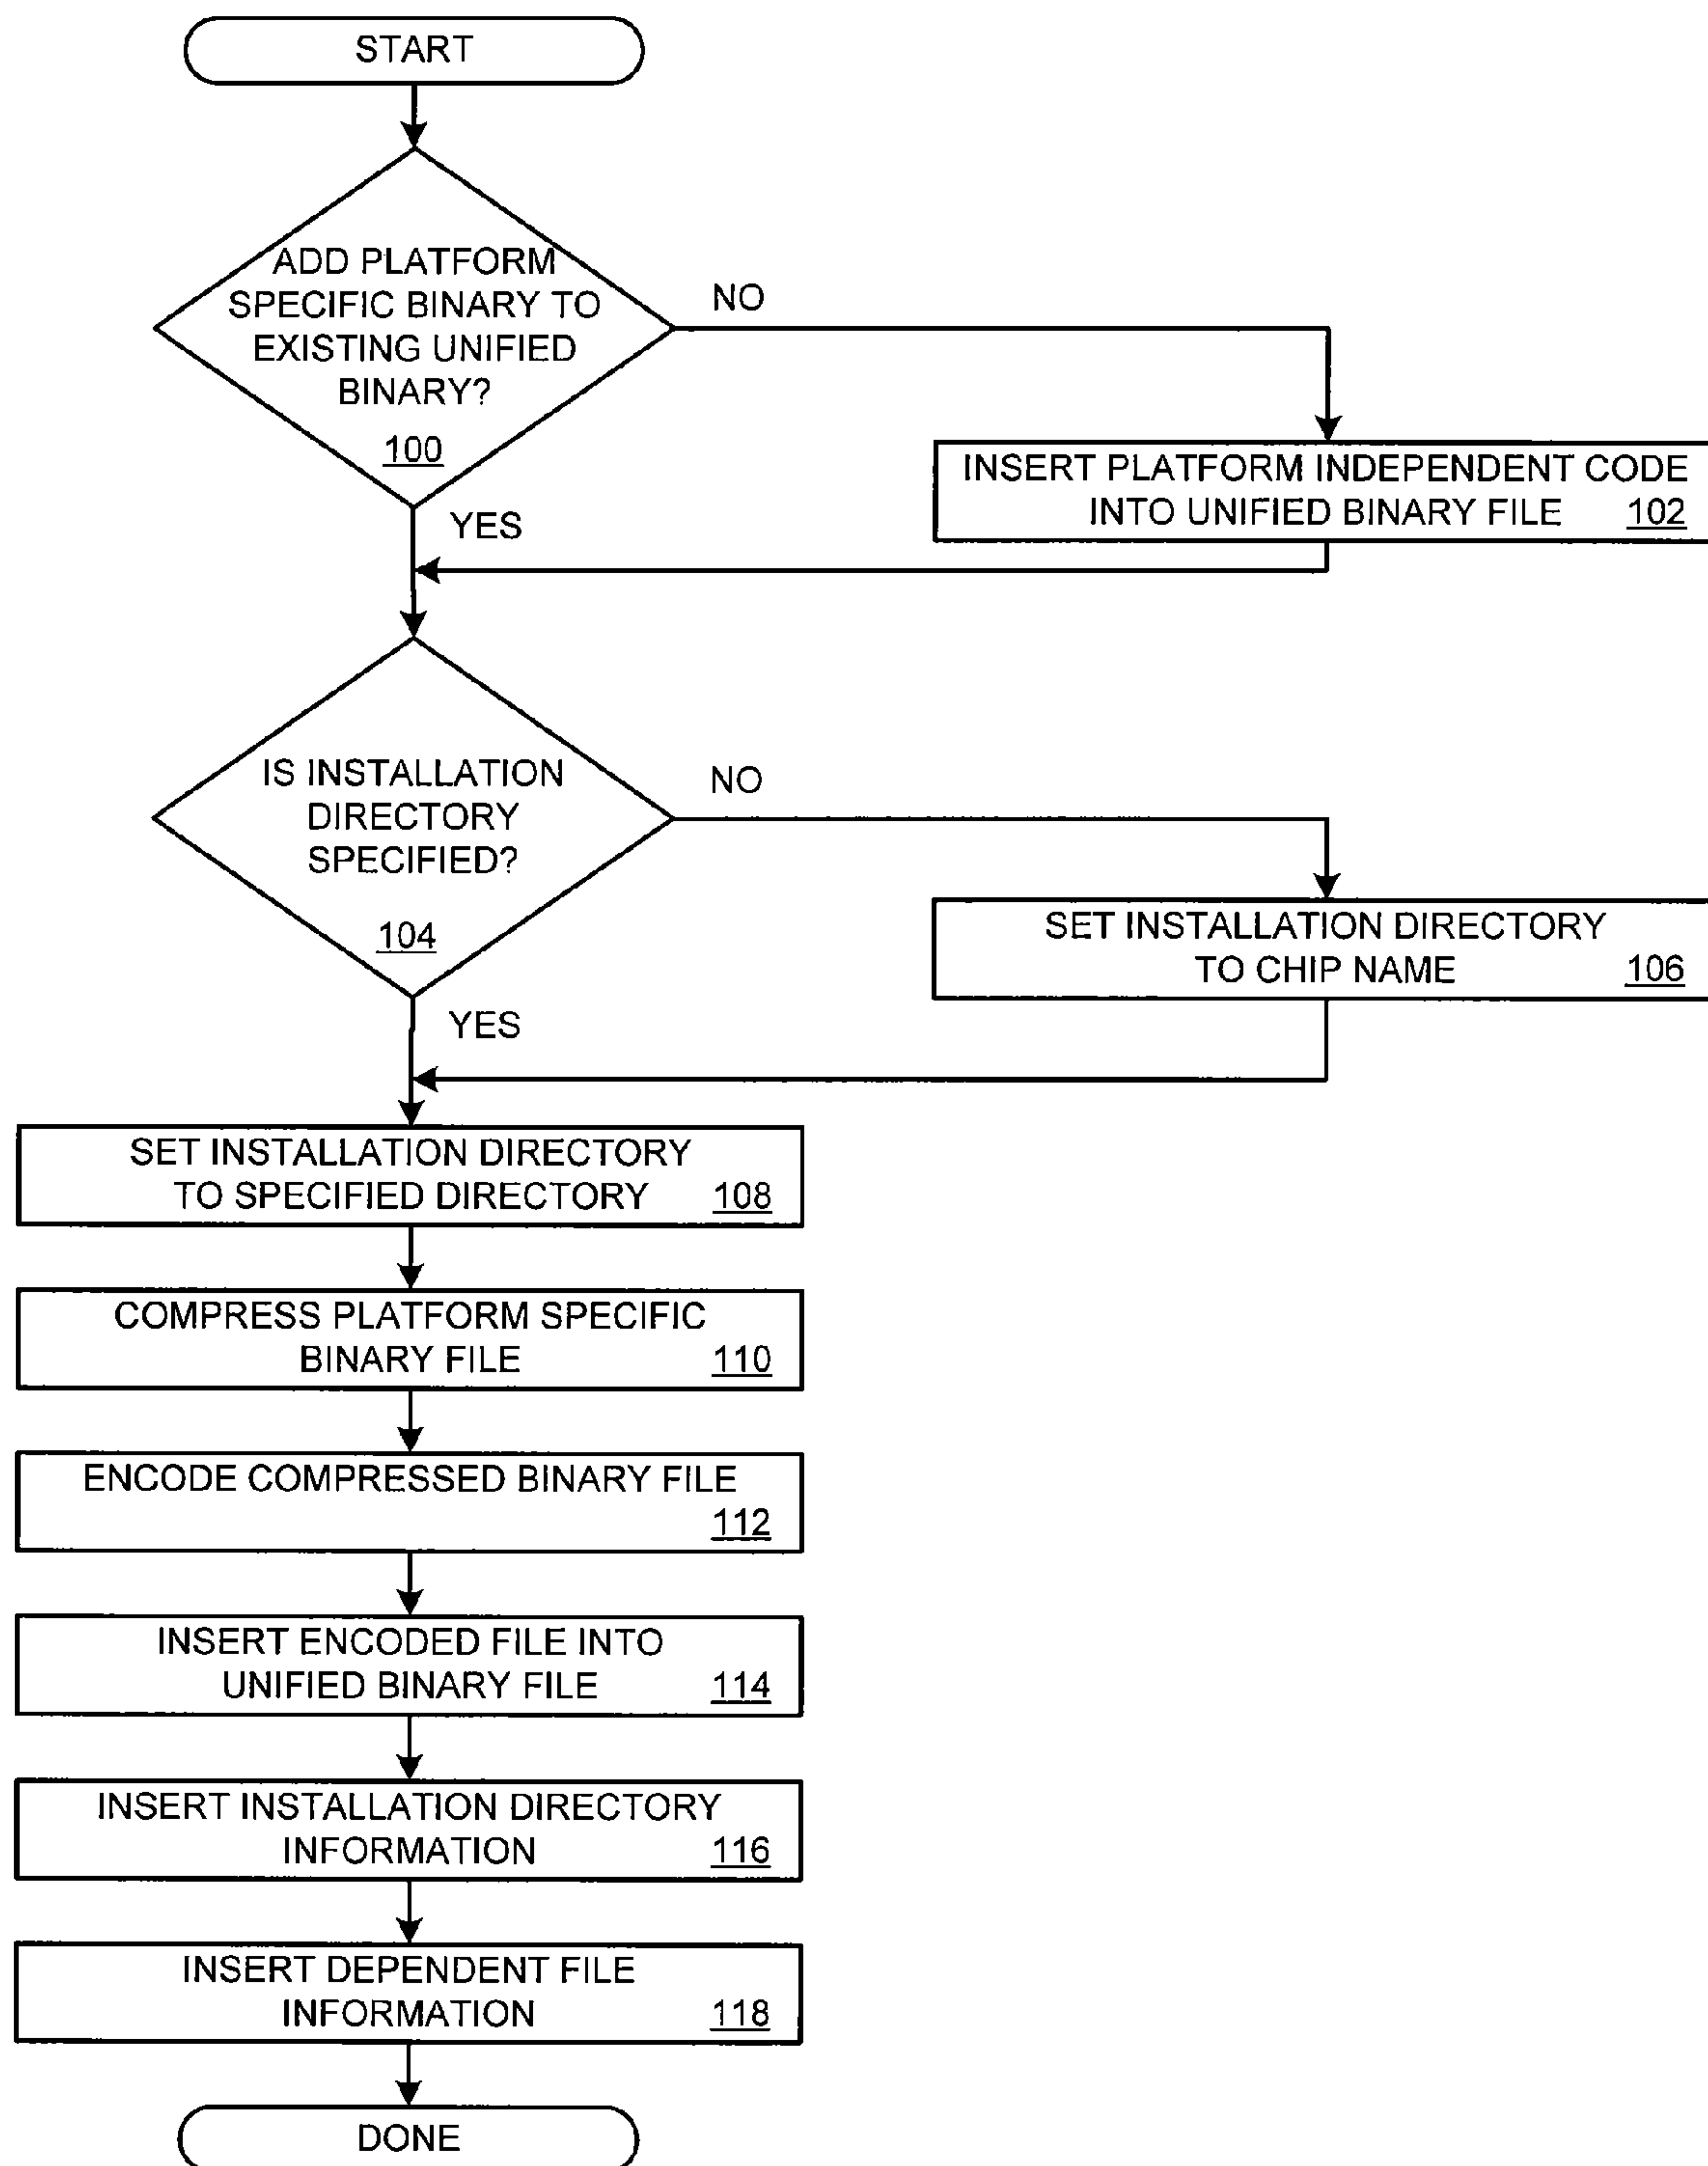 START
ADD PLATFORM
SPECIFIC BINARY TO
EXISTING UNIFIED
BINARY?
100
NO
YES
INSERT PLATFORM INDEPENDENT CODE
INTO UNIFIED BINARY FILE 102
IS INSTALLATION
DIRECTORY
SPECIFIED?
104
NO
YES
SET INSTALLATION DIRECTORY
TO CHIP NAME 106
SET INSTALLATION DIRECTORY
TO SPECIFIED DIRECTORY 108
COMPRESS PLATFORM SPECIFIC
BINARY FILE 110
ENCODE COMPRESSED BINARY FILE
112
INSERT ENCODED FILE INTO
UNIFIED BINARY FILE 114
INSERT INSTALLATION DIRECTORY
INFORMATION 116
INSERT DEPENDENT FILE
INFORMATION 118
DONE